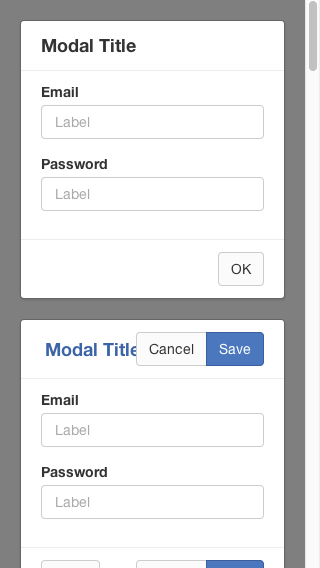 Modal Title
Email
Label
Password
Label
OK
Modal Title Cancel Save
Email
Label
Password
Label